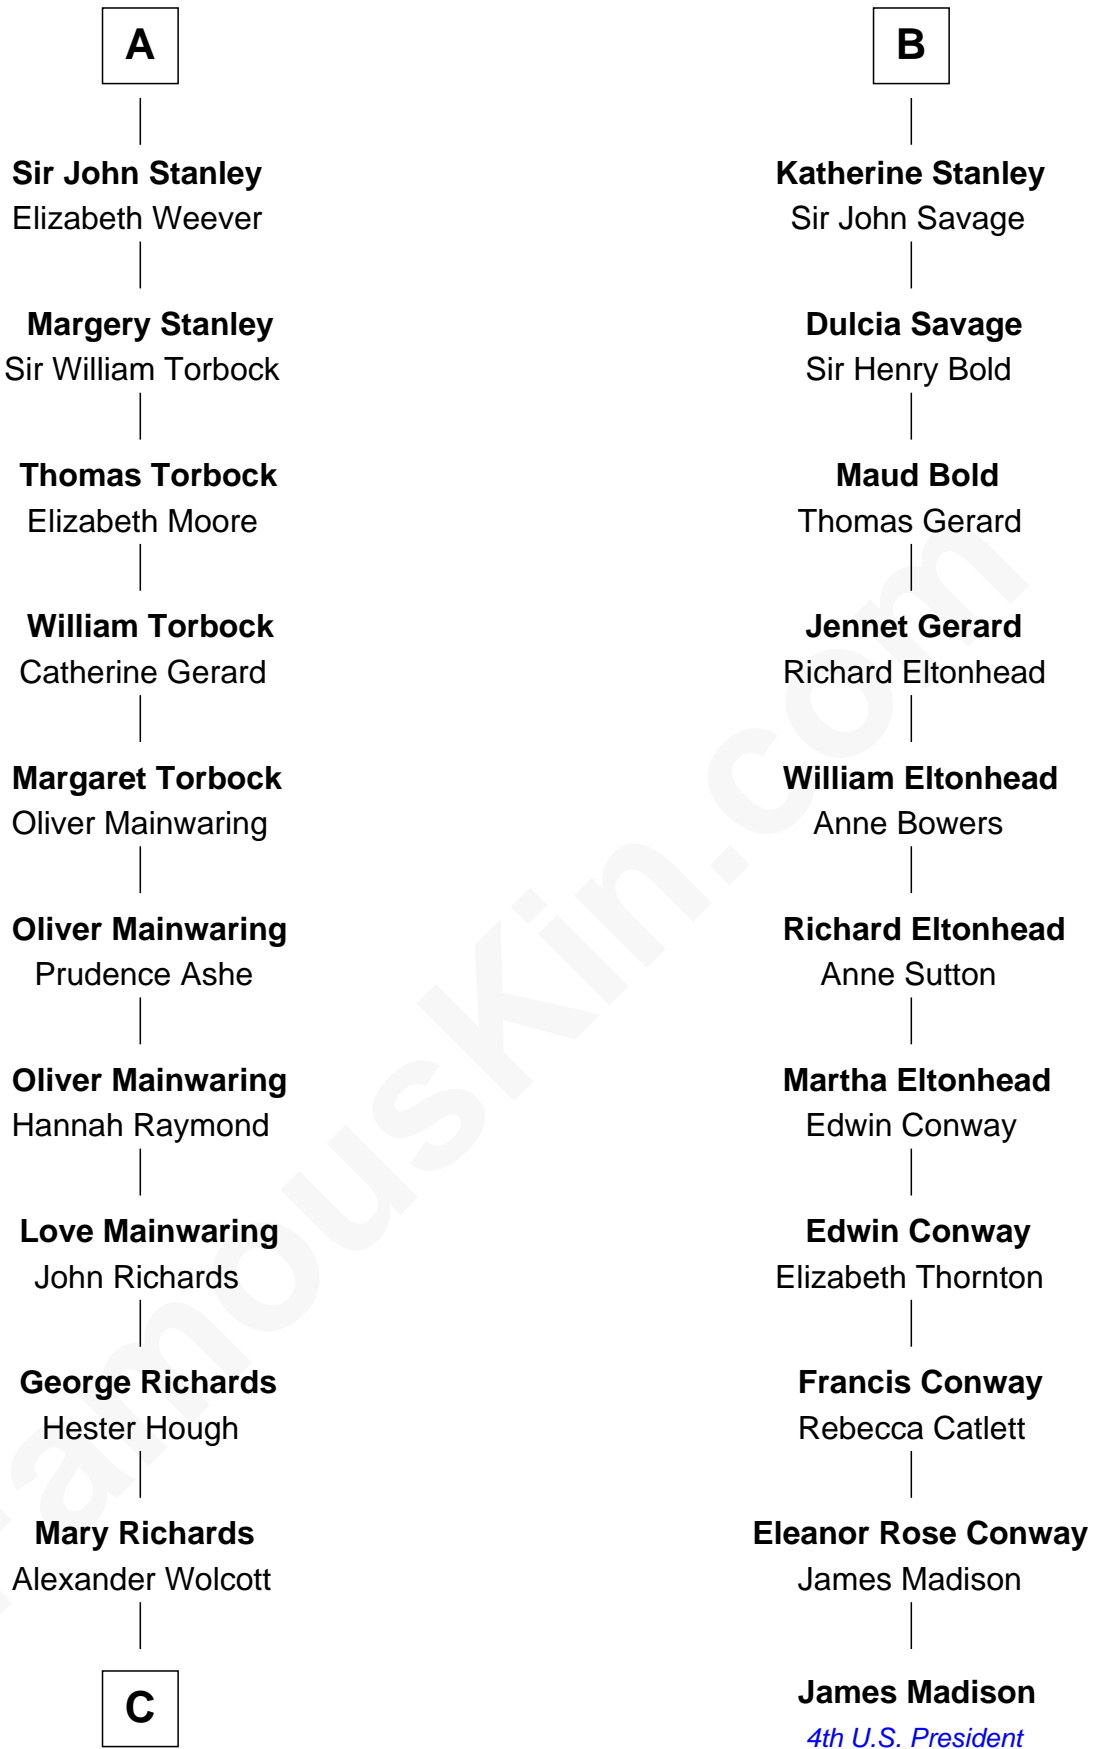 A
Sir John Stanley
Elizabeth Weever
Margery Stanley
Sir William Torbock
Thomas Torbock
Elizabeth Moore
William Torbock
Catherine Gerard
Margaret Torbock
Oliver Mainwaring
Oliver Mainwaring
Prudence Ashe
Oliver Mainwaring
Hannah Raymond
Love Mainwaring
John Richards
George Richards
Hester Hough
Mary Richards
Alexander Wolcott
C
B
Katherine Stanley
Sir John Savage
Dulcia Savage
Sir Henry Bold
Maud Bold
Thomas Gerard
Jennet Gerard
Richard Eltonhead
William Eltonhead
Anne Bowers
Richard Eltonhead
Anne Sutton
Martha Eltonhead
Edwin Conway
Edwin Conway
Elizabeth Thornton
Francis Conway
Rebecca Catlett
Eleanor Rose Conway
James Madison
James Madison
4th U.S. President
FamousKin.com